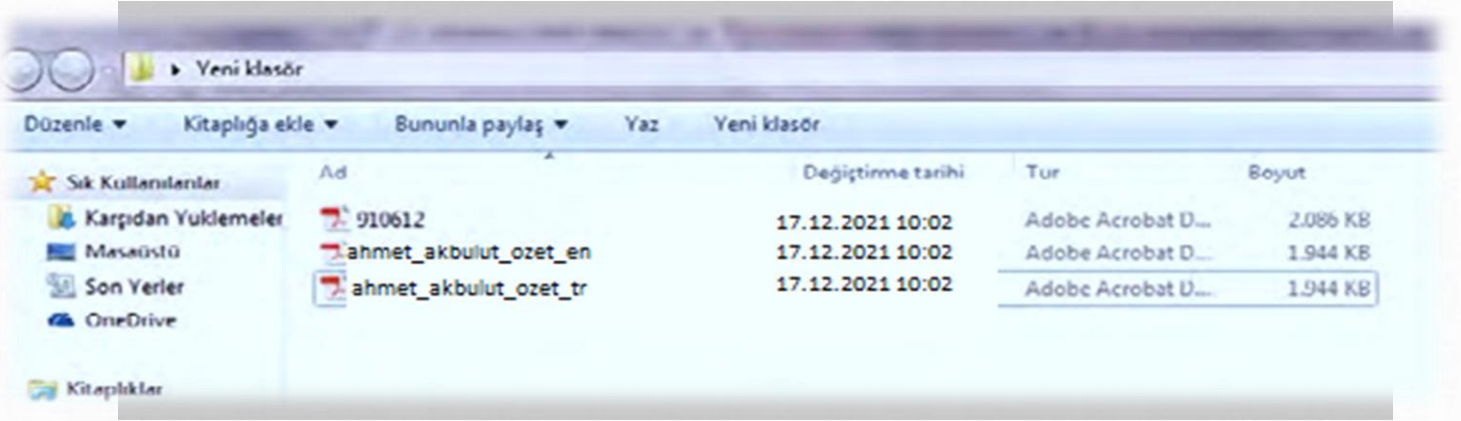 Yeni klasör
Düzenle Kitaplığa ekle Bununla paylaş Yaz Yeni klasör
Ad Değiştirme tarihi Tur Boyut
Sık Kullanılanlar
Karşıdan Yuklemeler 910612 17.12.2021 10:02 Adobe Acrobat D... 2.086 KB
Masaüstü ahmet_akbulut_ozet_en 17.12.2021 10:02 Adobe Acrobat D... 1.944 KB
Son Yerler ahmet_akbulut_ozet_tr 17.12.2021 10:02 Adobe Acrobat D... 1.944 KB
OneDrive
Kitaplıklar